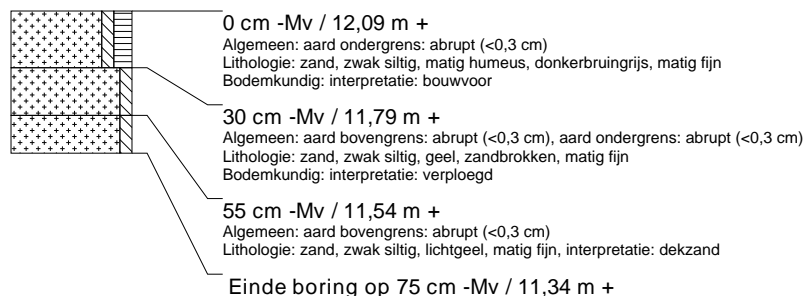 0 cm -Mv / 12,09 m +
Algemeen: aard ondergrens: abrupt (<0,3 cm)
Lithologie: zand, zwak siltig, matig humeus, donkerbruingrijs, matig fijn
Bodemkundig: interpretatie: bouwvoor
30 cm -Mv / 11,79 m +
Algemeen: aard bovengrens: abrupt (<0,3 cm), aard ondergrens: abrupt (<0,3 cm)
Lithologie: zand, zwak siltig, geel, zandbrokken, matig fijn
Bodemkundig: interpretatie: verploegd
55 cm -Mv / 11,54 m +
Algemeen: aard bovengrens: abrupt (<0,3 cm)
Lithologie: zand, zwak siltig, lichtgeel, matig fijn, interpretatie: dekzand
Einde boring op 75 cm -Mv / 11,34 m +